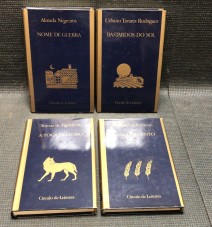 Almada Negreiros
NOME DE GUERRA
Urbano Tavares Rodrigues
BASTARDOS DO SOL
Círculo de Leitores
Círculo de Leitores
A TOCA DO LOBO
Círculo de Leitores
Círculo de Leitores